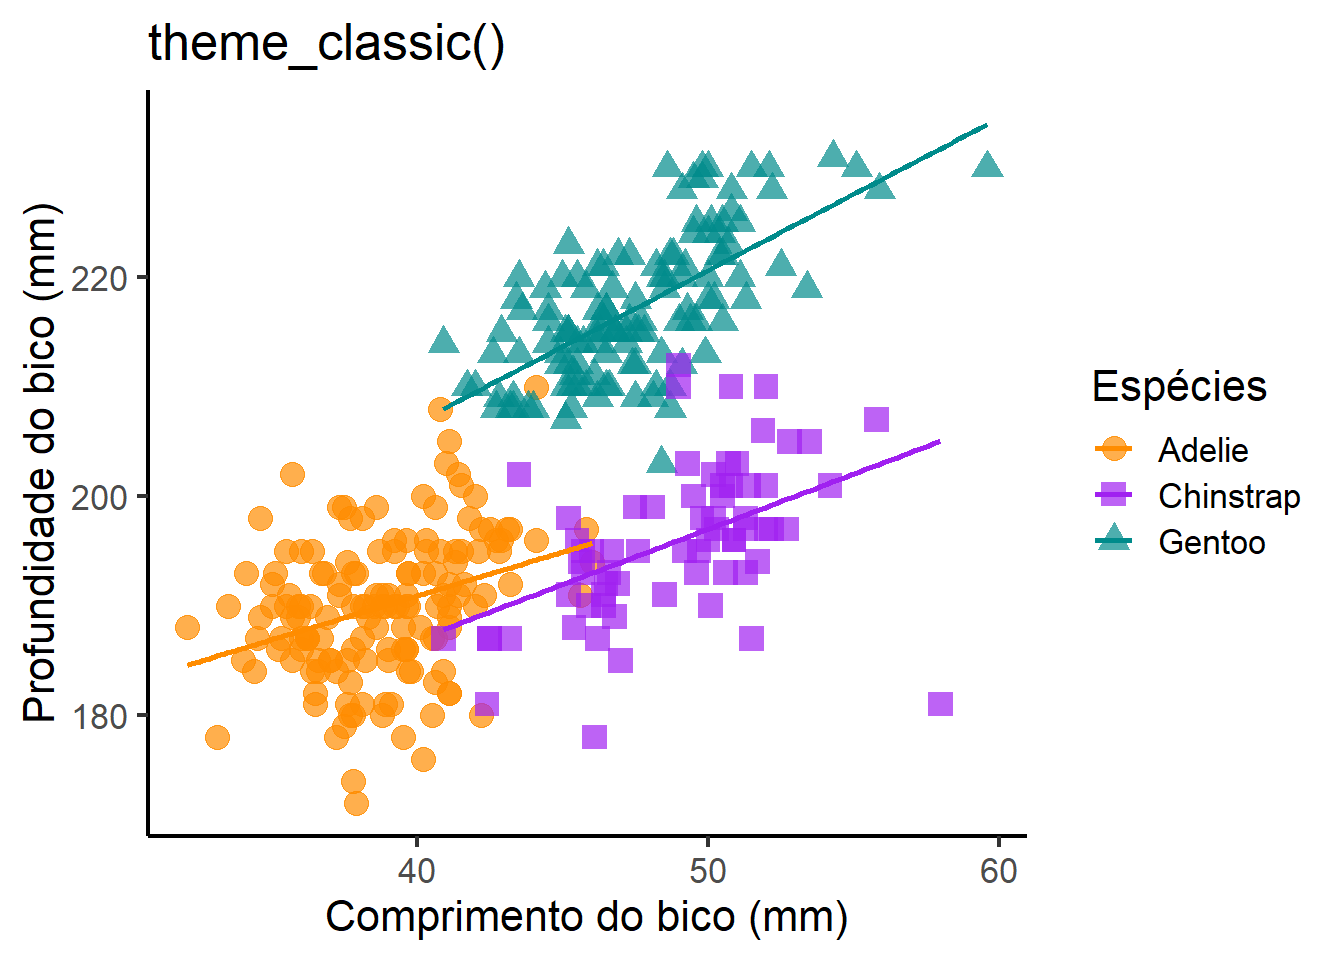 theme_classic()
Profundidade do bico (mm)
220
200
180
40 50 60
Comprimento do bico (mm)
Espécies
Adelie
Chinstrap
Gentoo